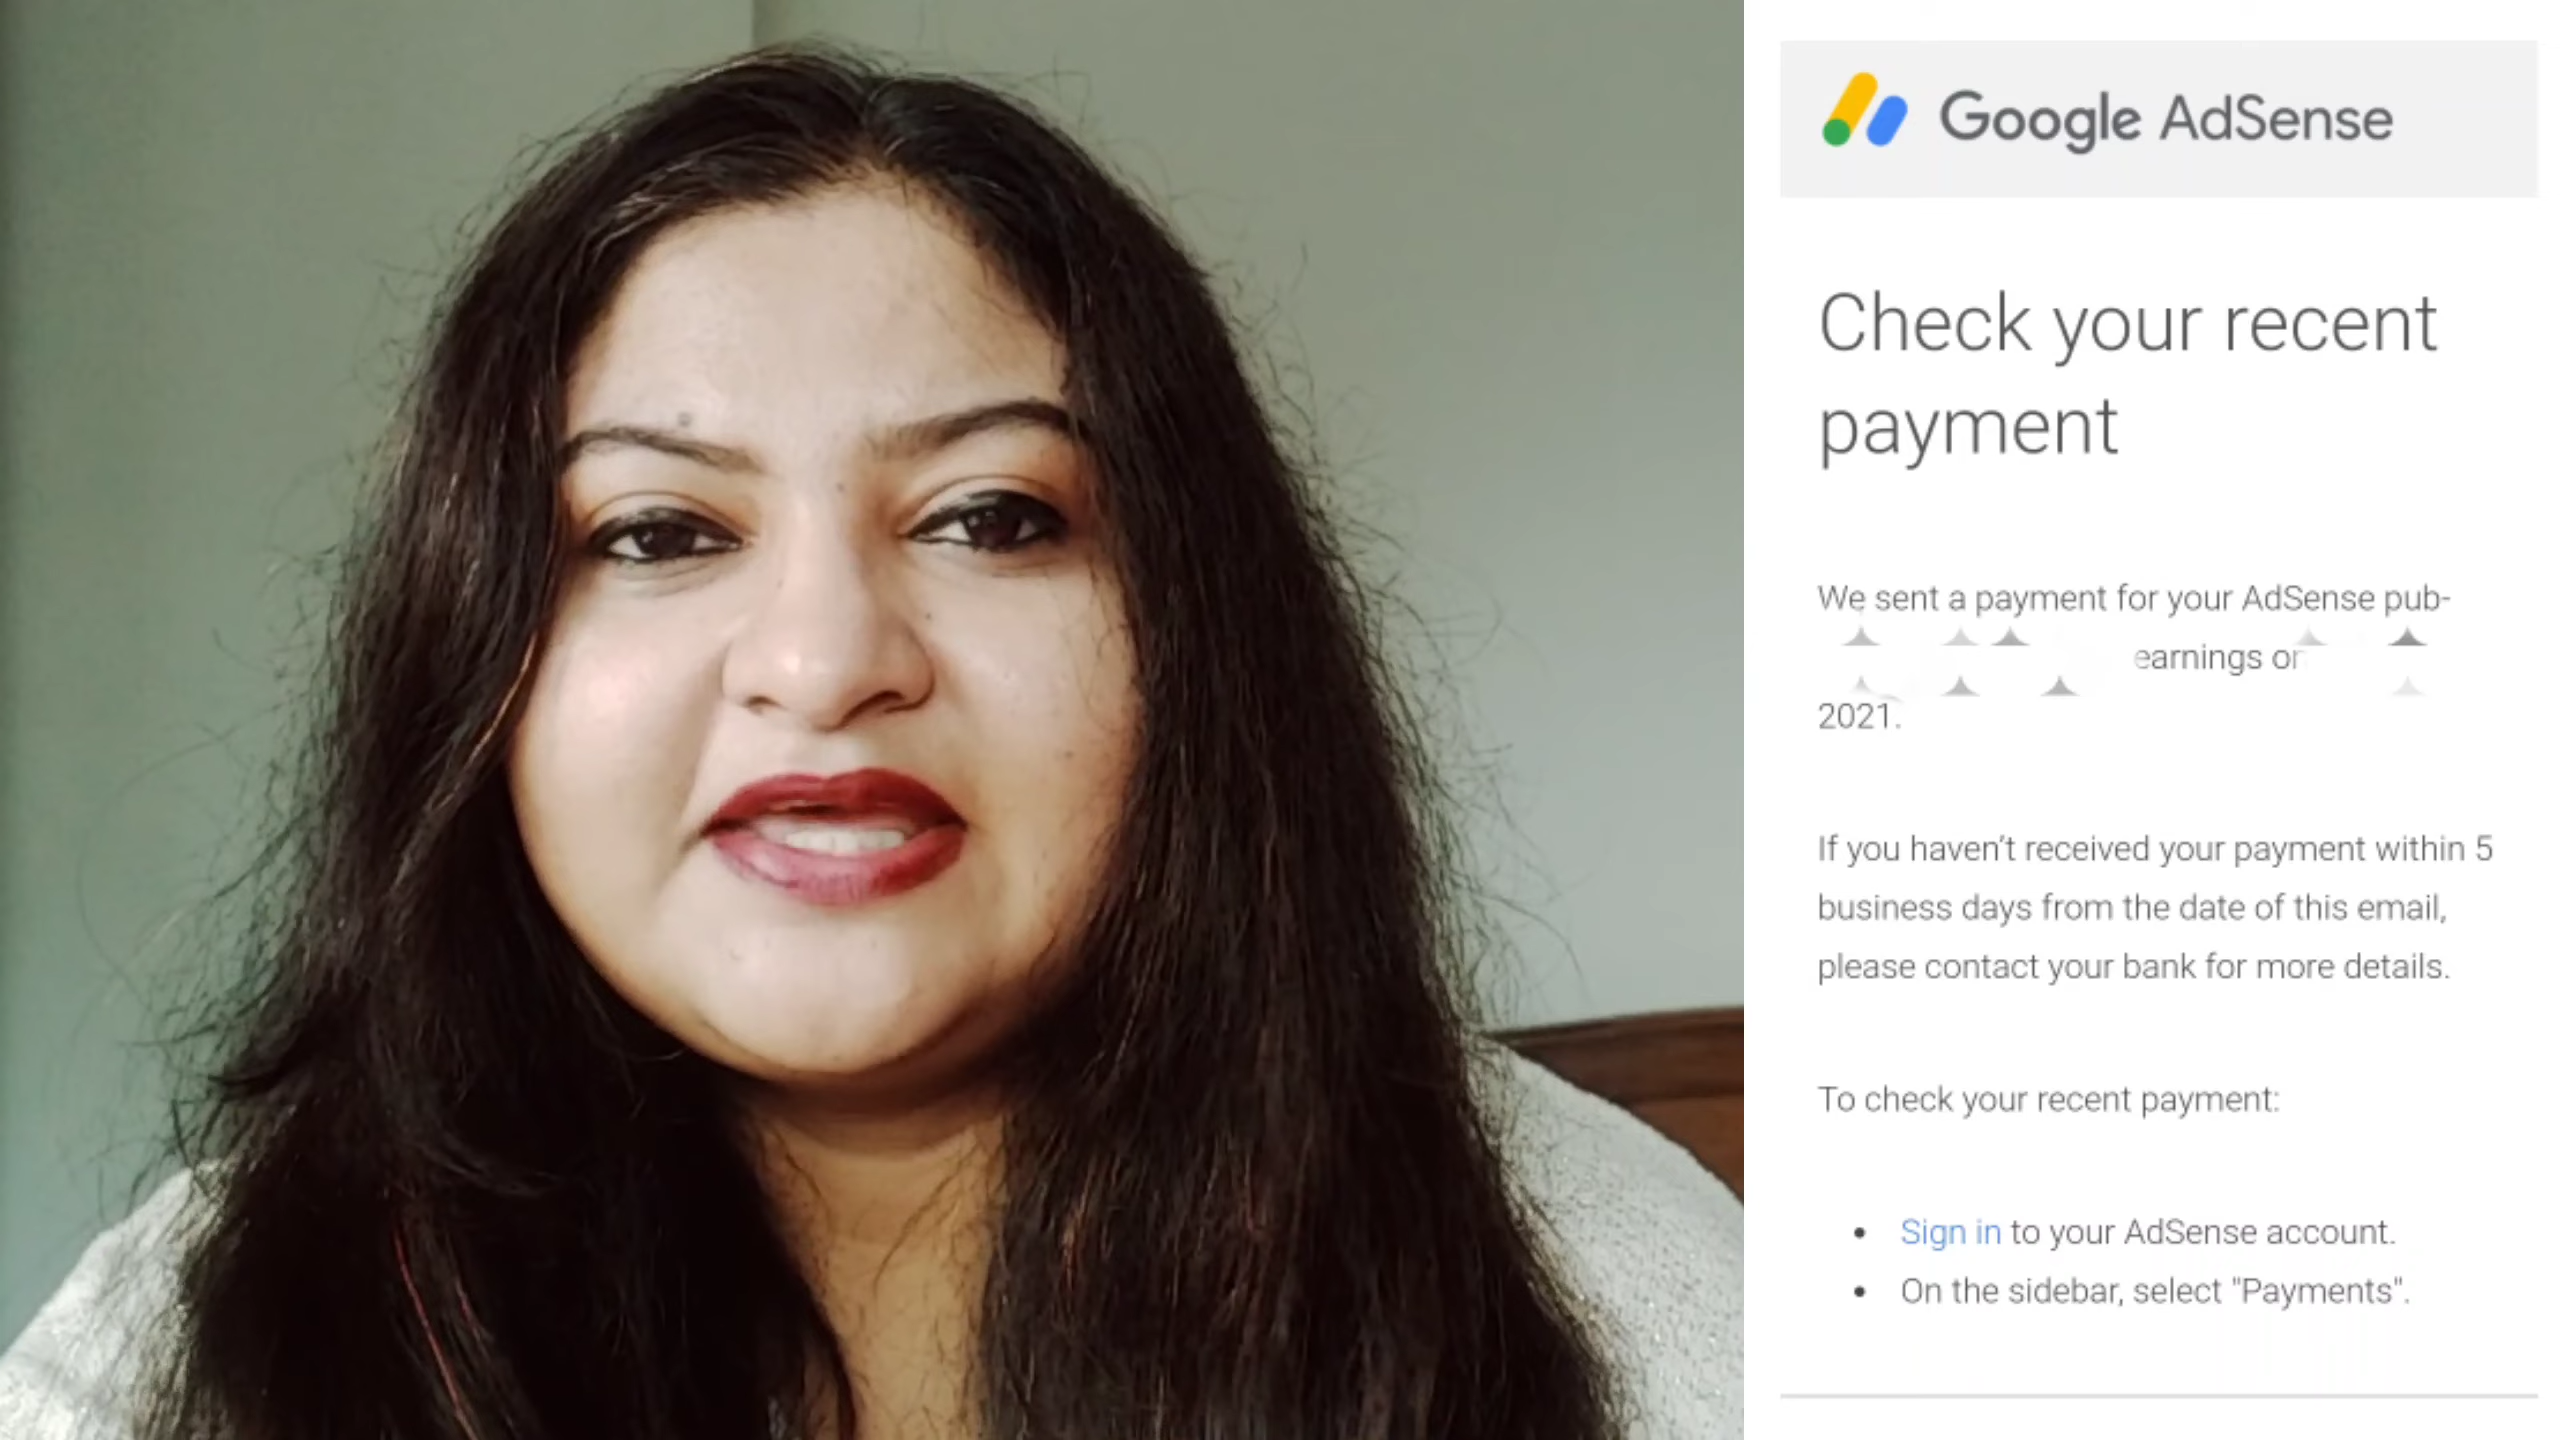 Google AdSense
Check your recent
payment
We sent a payment for your AdSense pub-
earnings on
2021.
If you haven't received your payment within 5
business days from the date of this email,
please contact your bank for more details.
To check your recent payment:
• Sign in to your AdSense account.
• On the sidebar, select "Payments".